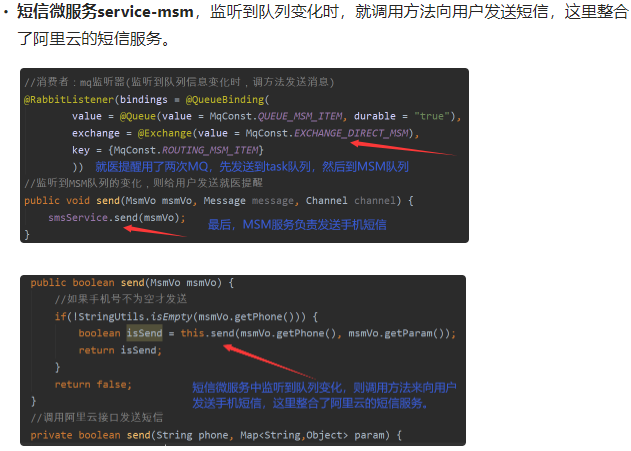 • 短信微服务service-msm，监听到队列变化时，就调用方法向用户发送短信，这里整合
了阿里云的短信服务。
//消费者：mq监听器(监听到队列信息变化时，调方法发送消息)
@RabbitListener(bindings = @QueueBinding(
value = @Queue(value = MqConst.QUEUE_MSM_ITEM, durable = "true"),
exchange = @Exchange(value = MqConst.EXCHANGE_DIRECT_MSM),
key = {MqConst.ROUTING_MSM_ITEM}
)) 就医提醒用了两次MQ，先发送到task队列，然后到MSM队列
//监听到MSM队列的变化，则给用户发送就医提醒
public void send(MsmVo msmVo, Message message, Channel channel) {
smsService.send(msmVo);
最后，MSM服务负责发送手机短信
}
public boolean send(MsmVo msmVo) {
//如果手机号不为空才发送
if(!StringUtils.isEmpty(msmVo.getPhone())) {
boolean isSend = this.send(msmVo.getPhone(), msmVo.getParam());
return isSend;
}
短信微服务中监听到队列变化，则调用方法来向用户
return false;
发送手机短信，这里整合了阿里云的短信服务。
}
//调用阿里云接口发送短信
private boolean send(String phone, Map<String,Object> param) {